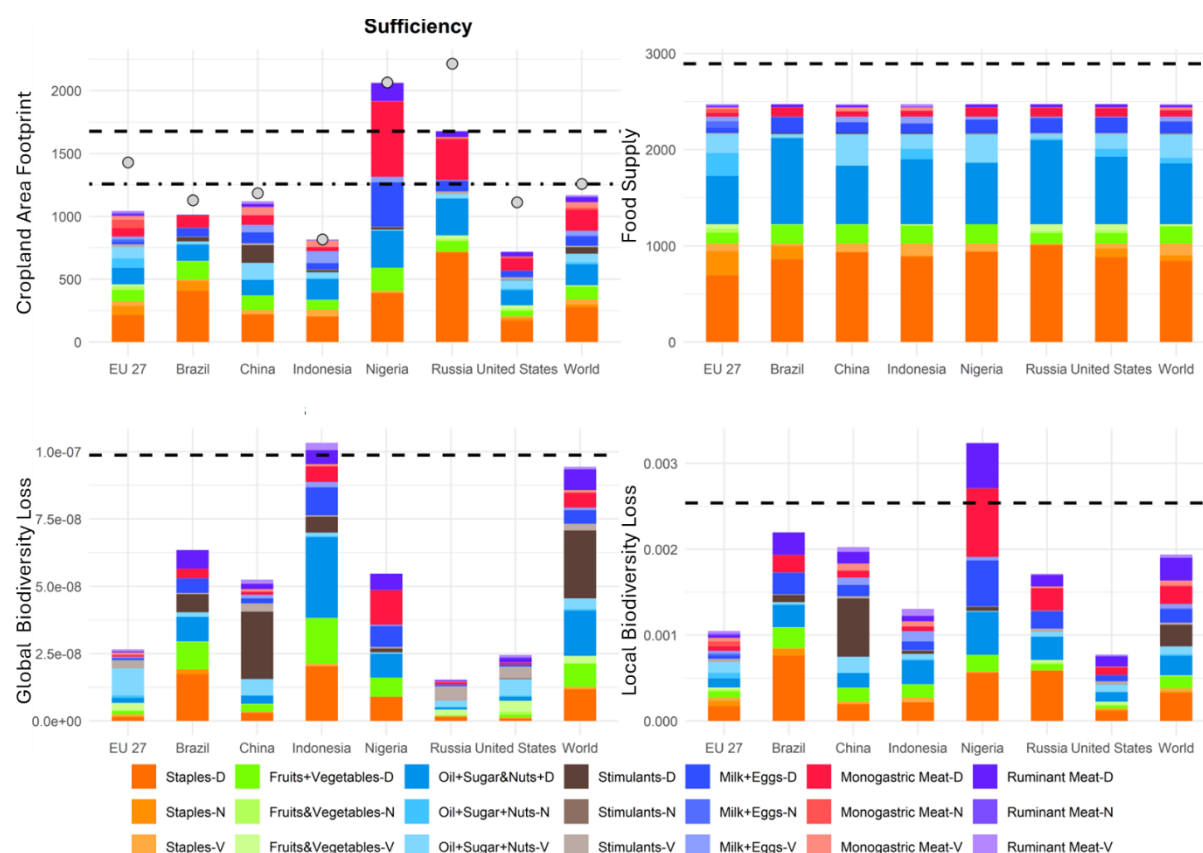 Sufficiency
Cropland Area Footprint
2000
1500
1000
500
0
EU 27 Brazil China Indonesia Nigeria Russia United States World
Food Supply
3000
2000
1000
0
EU 27 Brazil China Indonesia Nigeria Russia United States World
Global Biodiversity Loss
1.0e-07
7.5e-08
5.0e-08
2.5e-08
0.0e+00
EU 27 Brazil China Indonesia Nigeria Russia United States World
Local Biodiversity Loss
0.003
0.002
0.001
0.000
EU 27 Brazil China Indonesia Nigeria Russia United States World
Staples-D Fruits+Vegetables-D Oil+Sugar&Nuts+D Stimulants-D Milk+Eggs-D Monogastric Meat-D Ruminant Meat-D
Staples-N Fruits&Vegetables-N Oil+Sugar+Nuts-N Stimulants-N Milk+Eggs-N Monogastric Meat-N Ruminant Meat-N
Staples-V Fruits&Vegetables-V Oil+Sugar+Nuts-V Stimulants-V Milk+Eggs-V Monogastric Meat-V Ruminant Meat-V